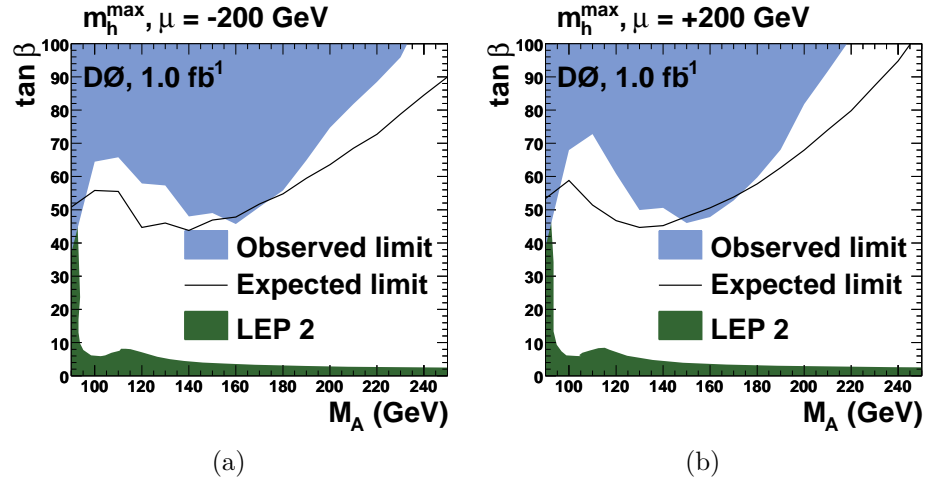 m_h^max, μ = -200 GeV
tan β
100
90
80
70
60
50
40
30
20
10
0
DØ, 1.0 fb^-1
Observed limit
Expected limit
LEP 2
100 120 140 160 180 200 220 240
M_A (GeV)
(a)
m_h^max, μ = +200 GeV
tan β
100
90
80
70
60
50
40
30
20
10
0
DØ, 1.0 fb^-1
Observed limit
Expected limit
LEP 2
100 120 140 160 180 200 220 240
M_A (GeV)
(b)